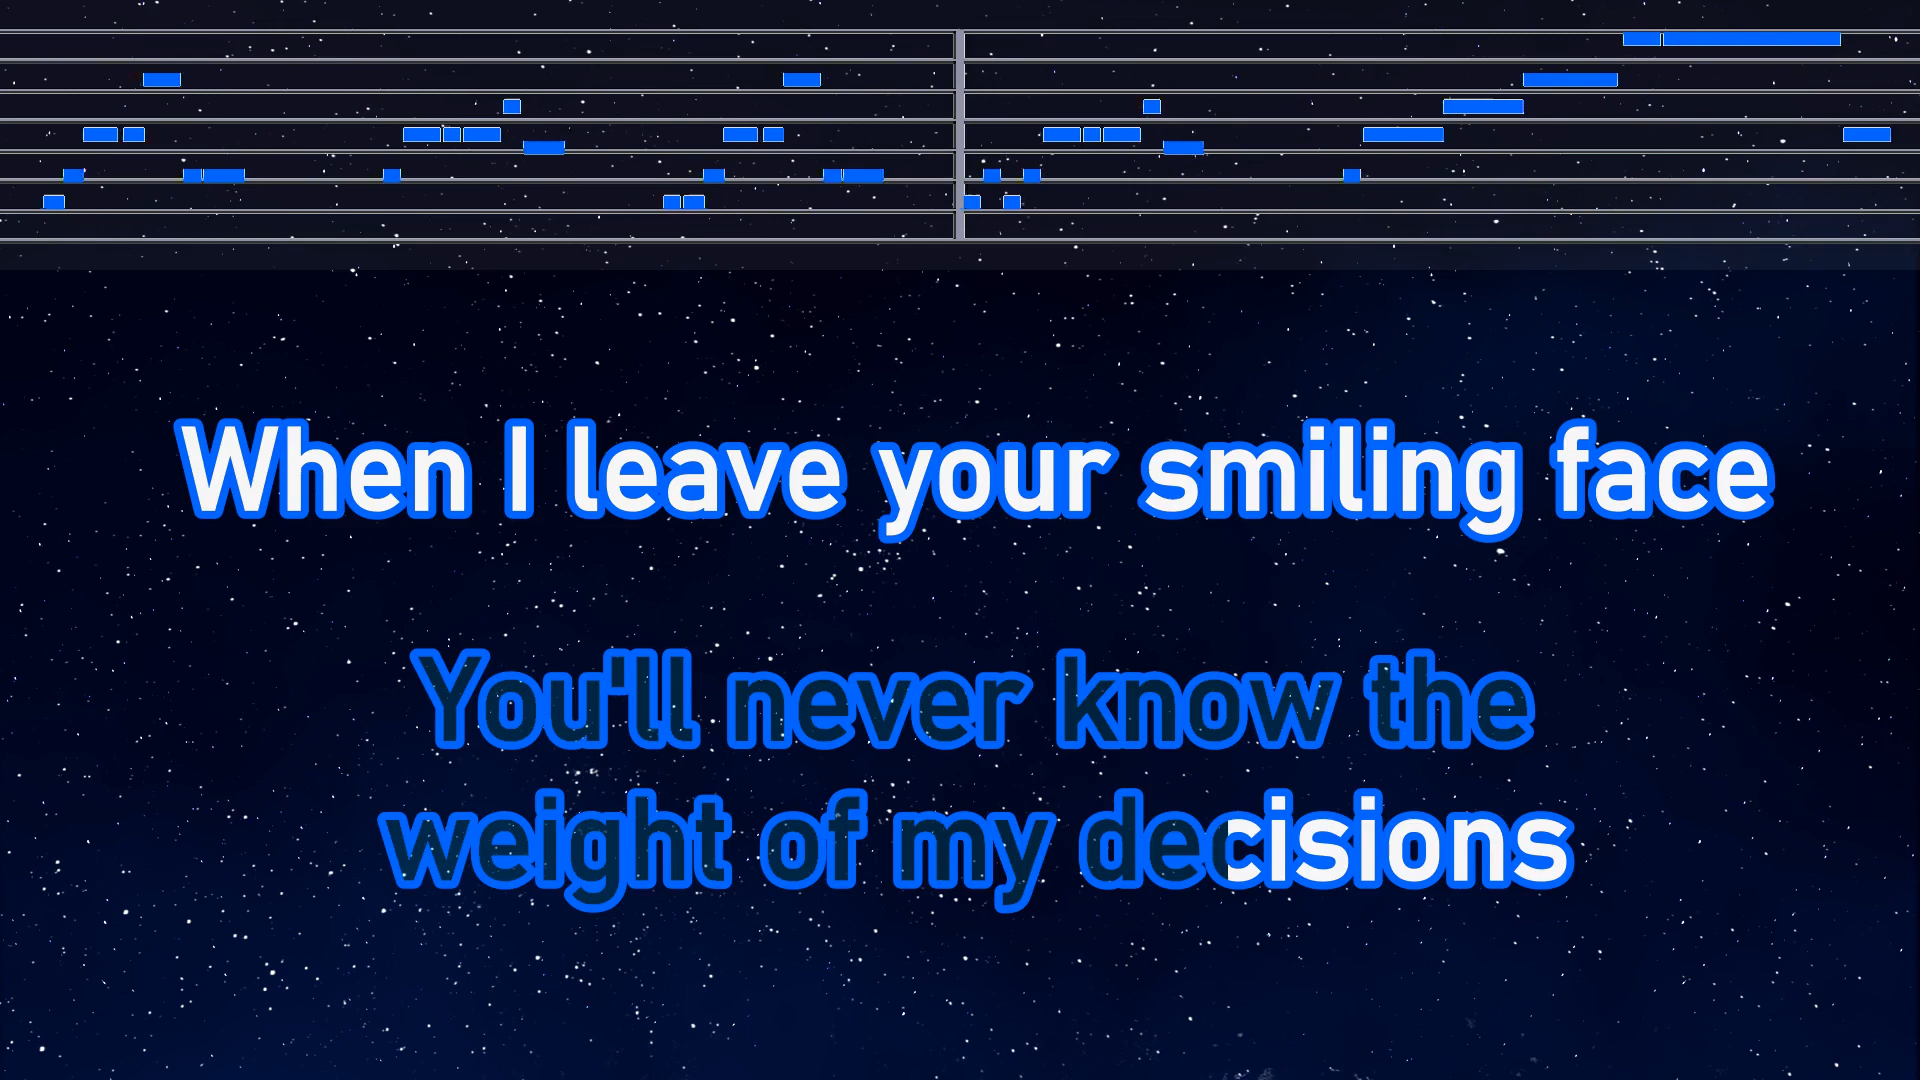 When I leave your smiling face
You'll never know the
weight of my decisions